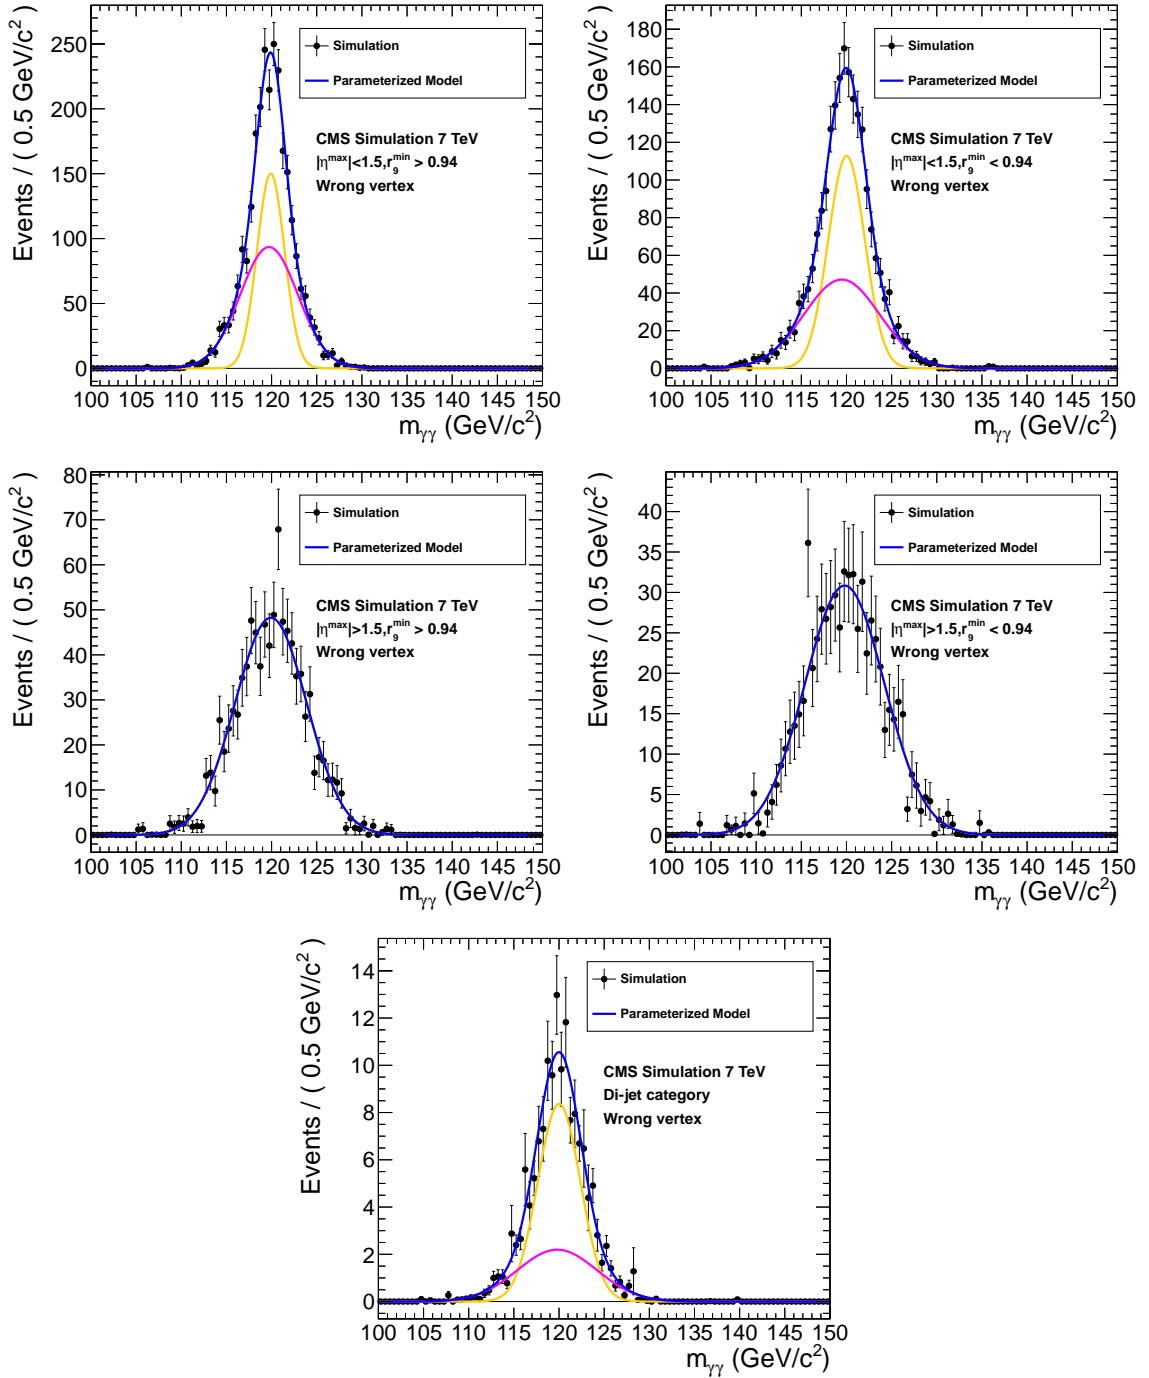 Events / ( 0.5 GeV/c² )
250
200
150
100
50
0
Simulation
Parameterized Model
CMS Simulation 7 TeV
|η^max|<1.5,r_9^min > 0.94
Wrong vertex
100 105 110 115 120 125 130 135 140 145 150
m_γγ (GeV/c²)
Events / ( 0.5 GeV/c² )
180
160
140
120
100
80
60
40
20
0
Simulation
Parameterized Model
CMS Simulation 7 TeV
|η^max|<1.5,r_9^min < 0.94
Wrong vertex
100 105 110 115 120 125 130 135 140 145 150
m_γγ (GeV/c²)
Events / ( 0.5 GeV/c² )
80
70
60
50
40
30
20
10
0
Simulation
Parameterized Model
CMS Simulation 7 TeV
|η^max|>1.5,r_9^min > 0.94
Wrong vertex
100 105 110 115 120 125 130 135 140 145 150
m_γγ (GeV/c²)
Events / ( 0.5 GeV/c² )
40
35
30
25
20
15
10
5
0
Simulation
Parameterized Model
CMS Simulation 7 TeV
|η^max|>1.5,r_9^min < 0.94
Wrong vertex
100 105 110 115 120 125 130 135 140 145 150
m_γγ (GeV/c²)
Events / ( 0.5 GeV/c² )
14
12
10
8
6
4
2
0
Simulation
Parameterized Model
CMS Simulation 7 TeV
Di-jet category
Wrong vertex
100 105 110 115 120 125 130 135 140 145 150
m_γγ (GeV/c²)